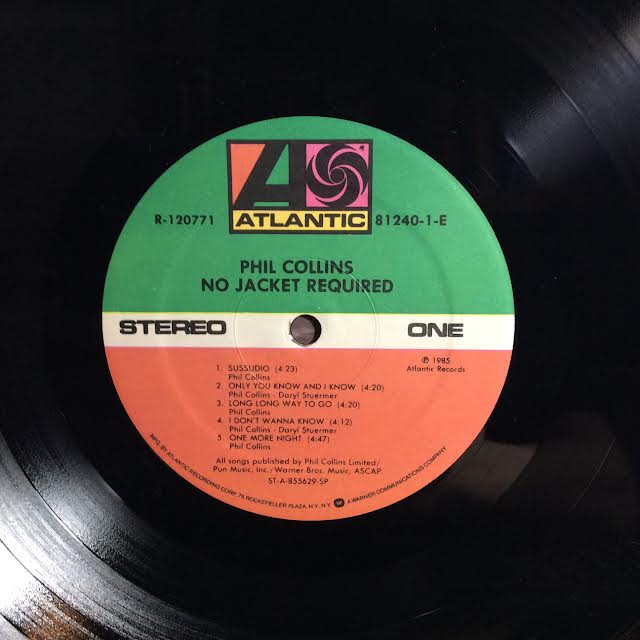 ATLANTIC
R-120771
81240-1-E
PHIL COLLINS
NO JACKET REQUIRED
STEREO
ONE
℗ 1985
Atlantic Records
1. SUSSUDIO (4:23)
Phil Collins
2. ONLY YOU KNOW AND I KNOW (4:20)
Phil Collins - Daryl Stuermer
3. LONG LONG WAY TO GO (4:20)
Phil Collins
4. I DON'T WANNA KNOW (4:12)
Phil Collins - Daryl Stuermer
5. ONE MORE NIGHT (4:47)
Phil Collins
All songs published by Phil Collins Limited/
Pun Music, Inc./Warner Bros. Music, ASCAP
ST-A-855629-SP
MFG. BY ATLANTIC RECORDING CORP. 75 ROCKEFELLER PLAZA, N.Y. N.Y. A WARNER COMMUNICATIONS COMPANY